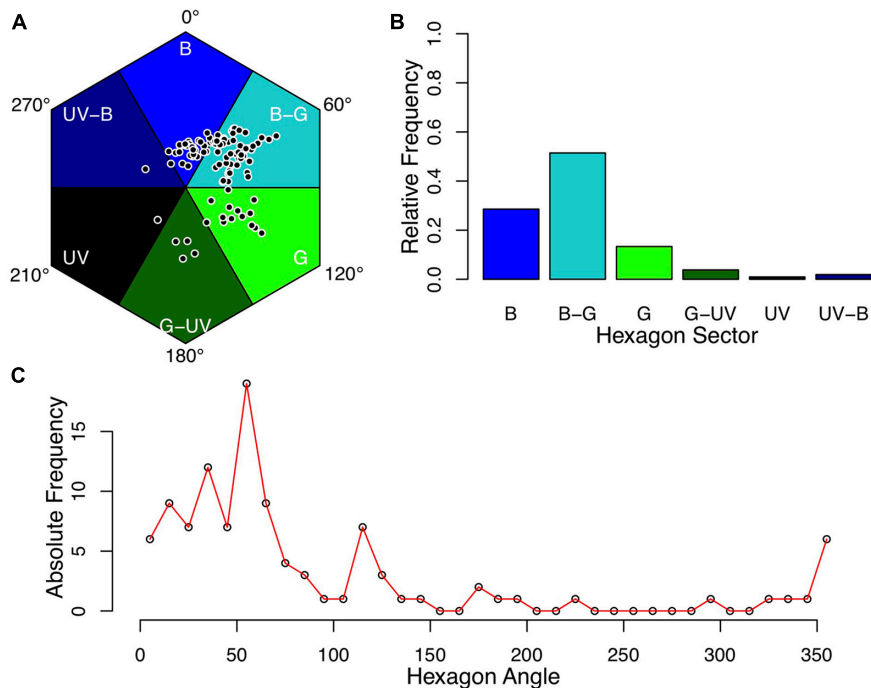 A
0°
B
270°
UV–B
B–G
60°
UV
G
210°
120°
G–UV
180°
B
Relative Frequency
1.0
0.8
0.6
0.4
0.2
0.0
B B–G G G–UV UV UV–B
Hexagon Sector
C
Absolute Frequency
15
10
5
0
0 50 100 150 200 250 300 350
Hexagon Angle